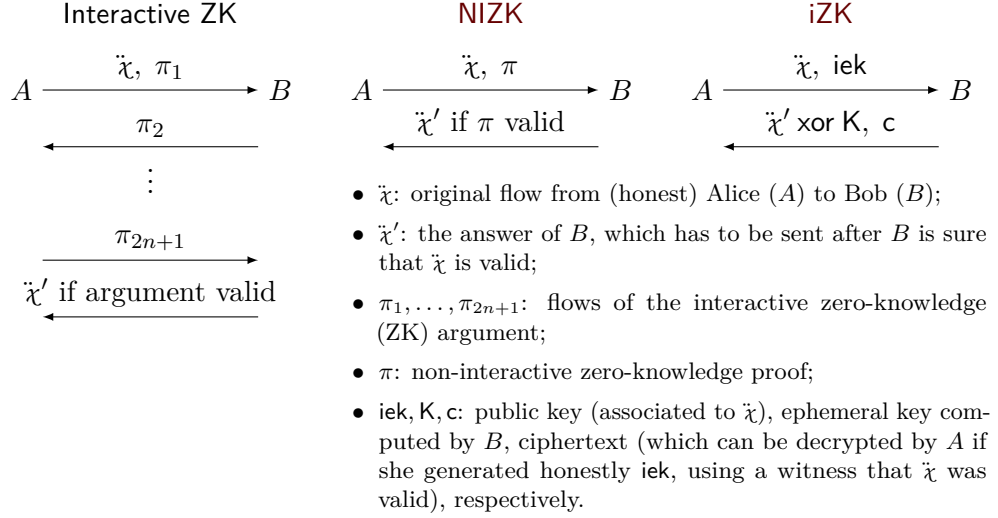 Interactive ZK
A
χ̈, π₁
B
π₂
⋮
π₂ₙ₊₁
χ̈′ if argument valid
NIZK
A
χ̈, π
B
χ̈′ if π valid
iZK
A
χ̈, iek
B
χ̈′ xor K, c
• χ̈: original flow from (honest) Alice (A) to Bob (B);
• χ̈′: the answer of B, which has to be sent after B is sure
that χ̈ is valid;
• π₁, . . . , π₂ₙ₊₁: flows of the interactive zero-knowledge
(ZK) argument;
• π: non-interactive zero-knowledge proof;
• iek, K, c: public key (associated to χ̈), ephemeral key com-
puted by B, ciphertext (which can be decrypted by A if
she generated honestly iek, using a witness that χ̈ was
valid), respectively.